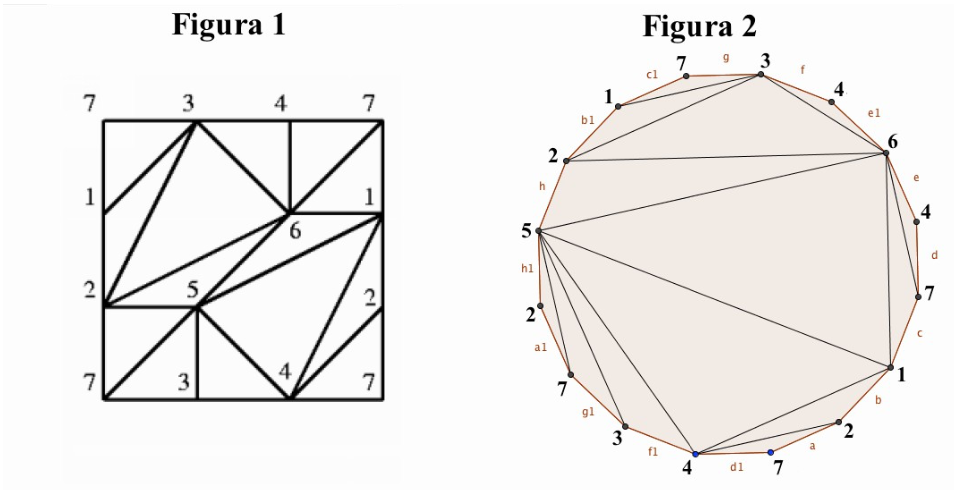 Figura 1
Figura 2
7 3 4 7
1 1
6
2 5 2
7 3 4 7
g
7 3 f
c1 4
1 e1
b1 6
2 e
h 4
5 d
h1 7
2 c
a1 1
7 b
g1 2
3 a
f1 4 d1 7